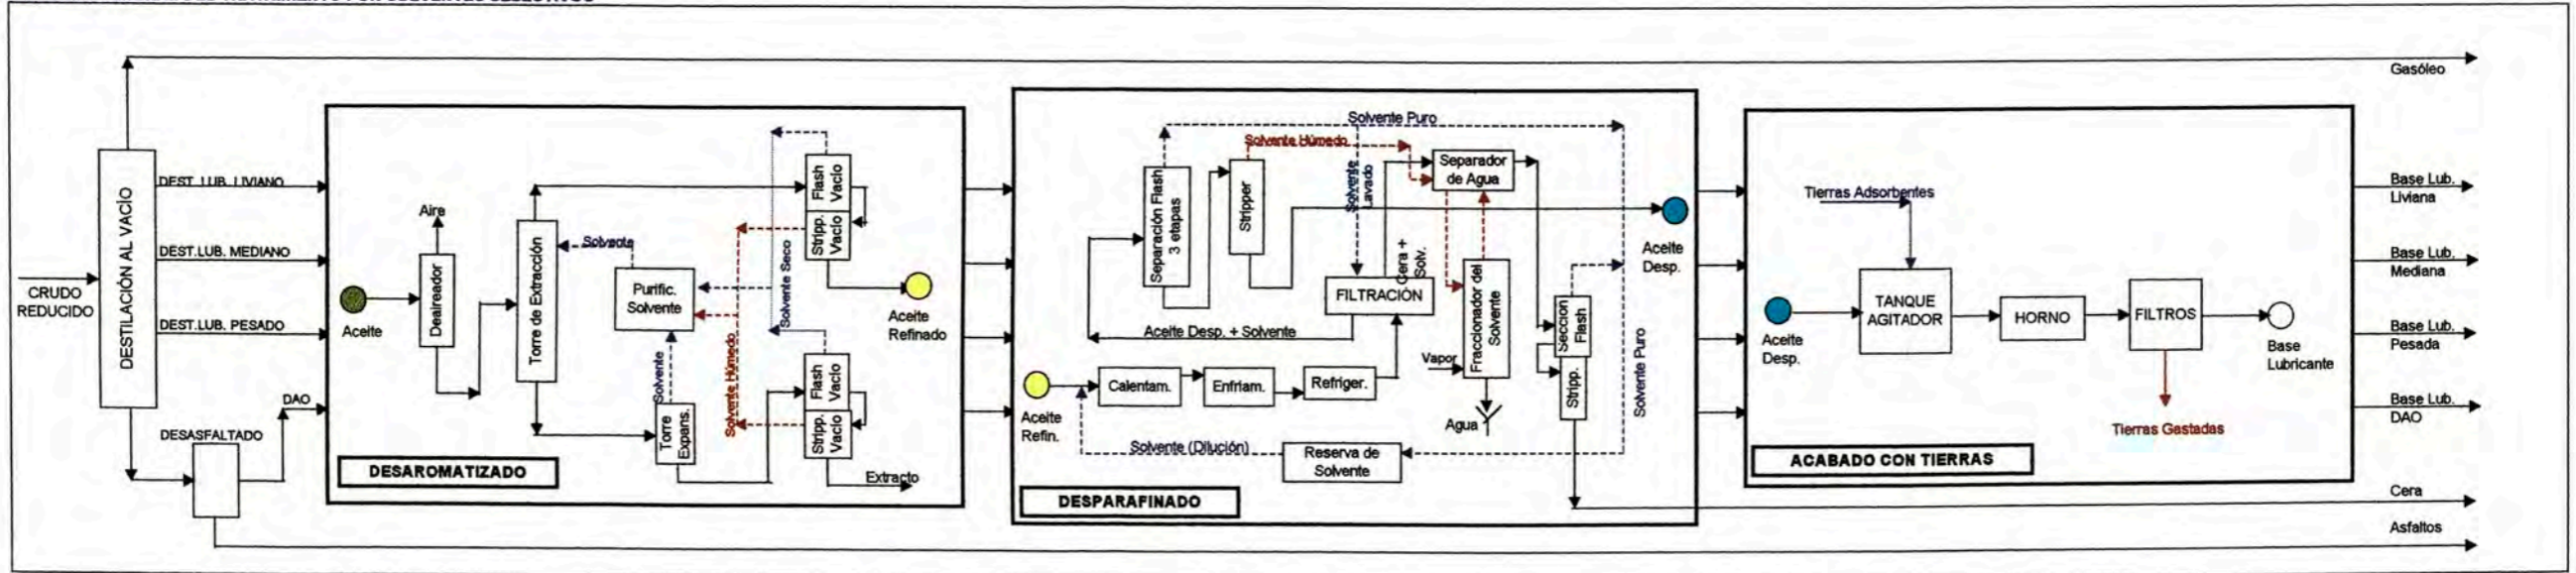 Gasóleo
DESTILACIÓN AL VACÍO
CRUDO
REDUCIDO
DEST. LUB. LIVIANO
DEST.LUB. MEDIANO
DEST.LUB. PESADO
DAO
DESASFALTADO
Aceite
Aire
Deaireador
Torre de Extracción
Solvente
Purific.
Solvente
Solvente
Torre
Expans.
Solvente Húmedo
Solvente Seco
Flash
Vacío
Stripp.
Vacío
Aceite
Refinado
Flash
Vacío
Stripp.
Vacío
Extracto
DESAROMATIZADO
Solvente Puro
Solvente Húmedo
Separación Flash
3 etapas
Stripper
Solvente
Lavado
Separador
de Agua
Cera +
Solv.
FILTRACIÓN
Aceite Desp. + Solvente
Fraccionador del
Solvente
Vapor
Agua
Seccion
Flash
Stripp.
Solvente Puro
Aceite
Desp.
Aceite
Refin.
Calentam.
Enfriam.
Refriger.
Solvente (Dilución)
Reserva de
Solvente
DESPARAFINADO
Tierras Adsorbentes
Aceite
Desp.
TANQUE
AGITADOR
HORNO
FILTROS
Base
Lubricante
Tierras Gastadas
ACABADO CON TIERRAS
Base Lub.
Liviana
Base Lub.
Mediana
Base Lub.
Pesada
Base Lub.
DAO
Cera
Asfaltos